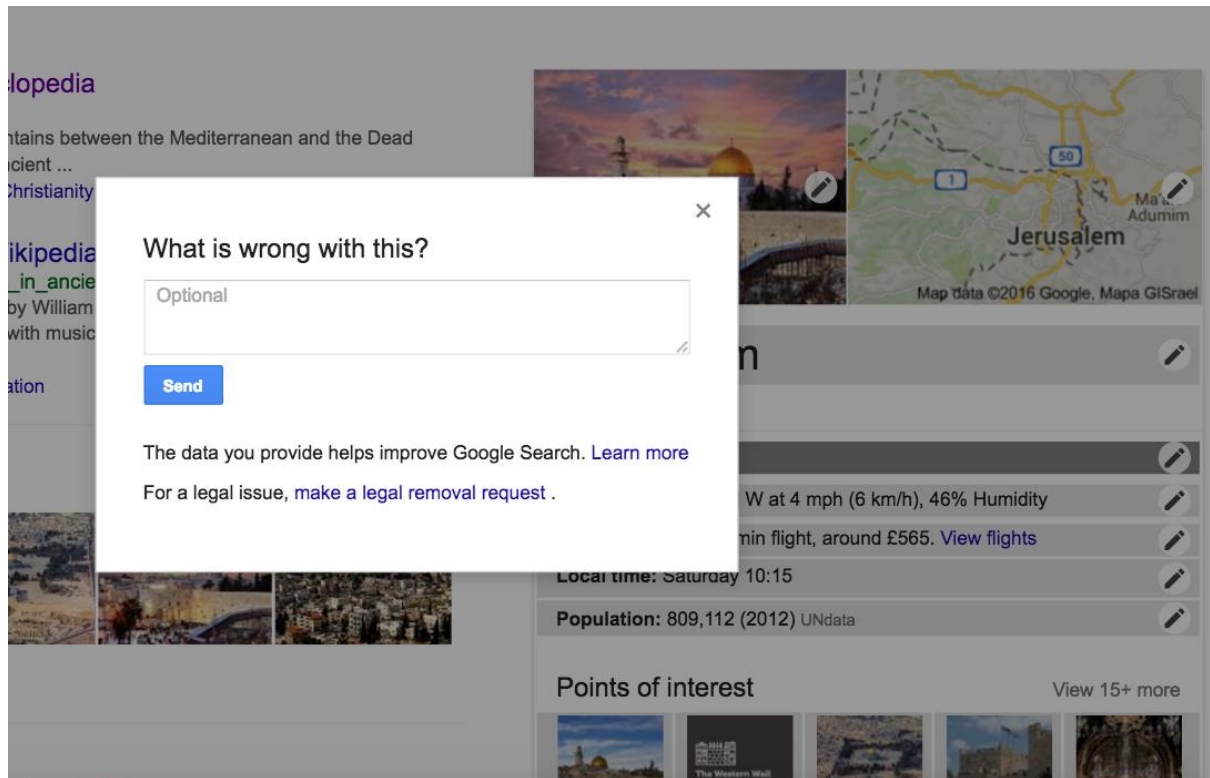 lopedia
ntains between the Mediterranean and the Dead
ncient ...
Christianity
ikipedia
_in_ancie
by William
with music
ation
What is wrong with this?
Optional
Send
The data you provide helps improve Google Search. Learn more
For a legal issue, make a legal removal request .
50
1
Ma'
Adumim
Jerusalem
Map data ©2016 Google, Mapa GISrael
m
W at 4 mph (6 km/h), 46% Humidity
min flight, around £565. View flights
Local time: Saturday 10:15
Population: 809,112 (2012) UNdata
Points of interest
View 15+ more
The Western Wall